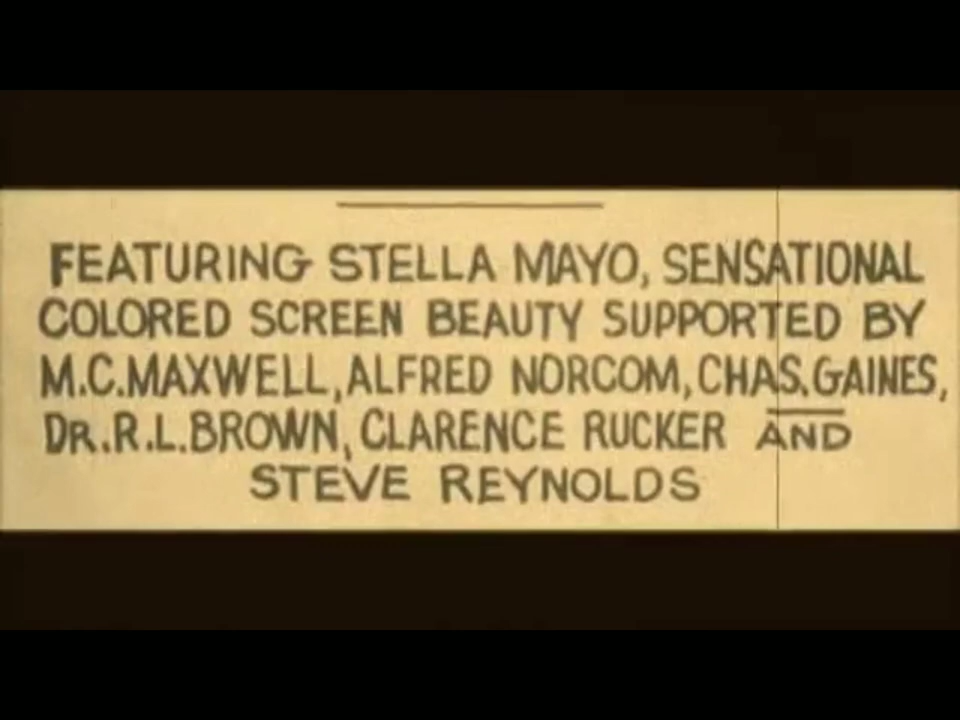 FEATURING STELLA MAYO, SENSATIONAL
COLORED SCREEN BEAUTY SUPPORTED BY
M.C.MAXWELL, ALFRED NORCOM, CHAS. GAINES,
DR. R.L. BROWN, CLARENCE RUCKER AND
STEVE REYNOLDS